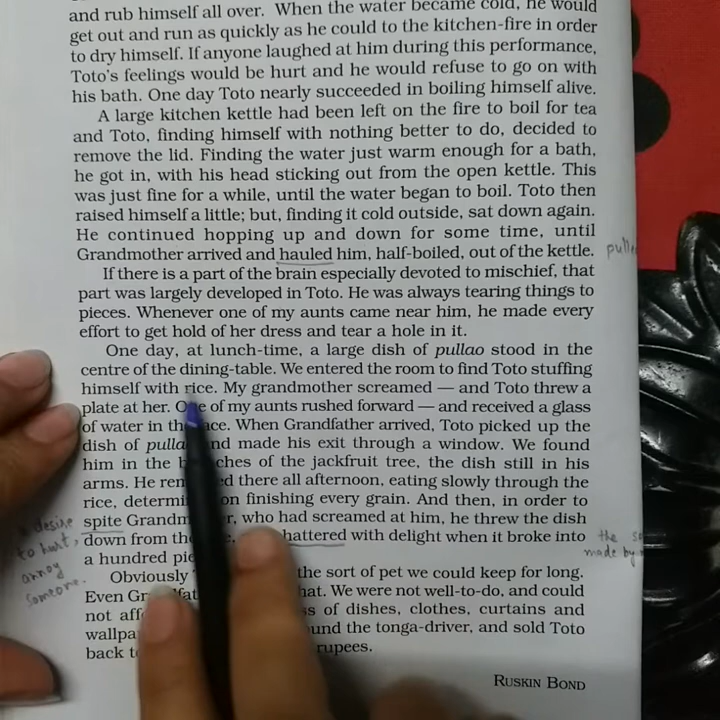 and rub himself all over. When the water became cold, he would
get out and run as quickly as he could to the kitchen-fire in order
to dry himself. If anyone laughed at him during this performance,
Toto's feelings would be hurt and he would refuse to go on with
his bath. One day Toto nearly succeeded in boiling himself alive.
A large kitchen kettle had been left on the fire to boil for tea
and Toto, finding himself with nothing better to do, decided to
remove the lid. Finding the water just warm enough for a bath,
he got in, with his head sticking out from the open kettle. This
was just fine for a while, until the water began to boil. Toto then
raised himself a little; but, finding it cold outside, sat down again.
He continued hopping up and down for some time, until
Grandmother arrived and hauled him, half-boiled, out of the kettle.
If there is a part of the brain especially devoted to mischief, that
part was largely developed in Toto. He was always tearing things to
pieces. Whenever one of my aunts came near him, he made every
effort to get hold of her dress and tear a hole in it.
One day, at lunch-time, a large dish of pullao stood in the
centre of the dining-table. We entered the room to find Toto stuffing
himself with rice. My grandmother screamed — and Toto threw a
plate at her. One of my aunts rushed forward — and received a glass
of water in the face. When Grandfather arrived, Toto picked up the
dish of and made his exit through a window. We found
him in the branches of the jackfruit tree, the dish still in his
arms. He there all afternoon, eating slowly through the
rice, on finishing every grain. And then, in order to
spite who had screamed at him, he threw the dish
down from with delight when it broke into
a hundred
Obviously the sort of pet we could keep for long.
Even We were not well-to-do, and could
not of dishes, clothes, curtains and
the tonga-driver, and sold Toto
back rupees.
RUSKIN BOND
a desire
to hurt,
annoy
someone.
the
made by